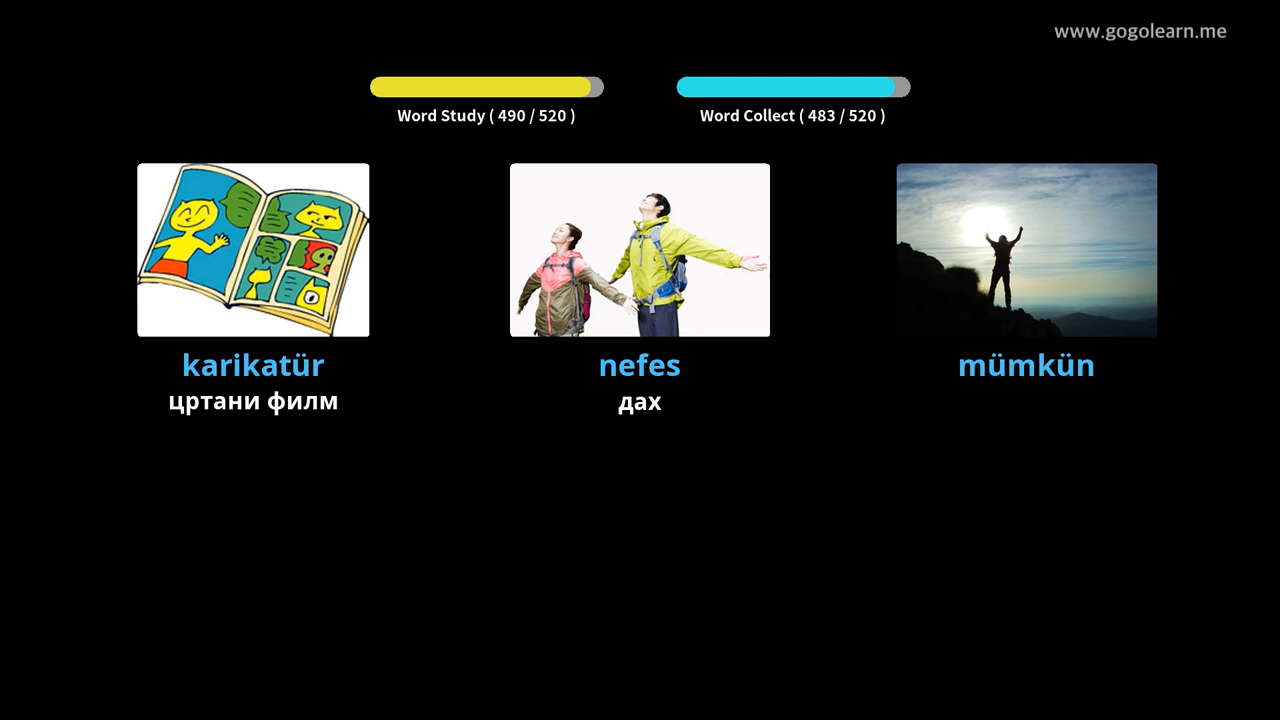 www.gogolearn.me
Word Study ( 490 / 520 )
Word Collect ( 483 / 520 )
karikatür
nefes
mümkün
цртани филм
дах